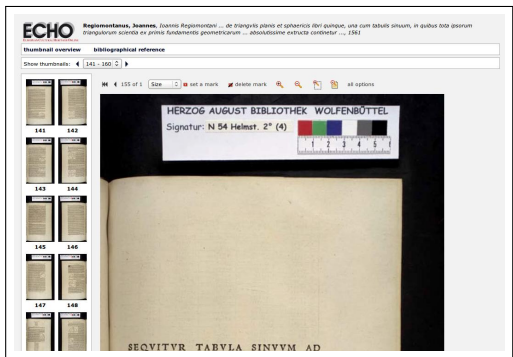 ECHO
Regiomontanus, Joannes, Joannis Regiomontani ... de triangvlis planis et sphaericis libri quinque, una cum tabulis sinuum, in quibus tota ipsorum
triangulorum scientia ex primis fundamentis geometricarum ... absolutissime extructa continetur ..., 1561
thumbnail overview bibliographical reference
Show thumbnails: 141 - 160
155 of 1 Size set a mark delete mark all options
141 142
143 144
145 146
147 148
HERZOG AUGUST BIBLIOTHEK WOLFENBÜTTEL
Signatur: N 54 Helmst. 2° (4)
1 2 3 4 5
SEQVITVR TABVLA SINVVM AD